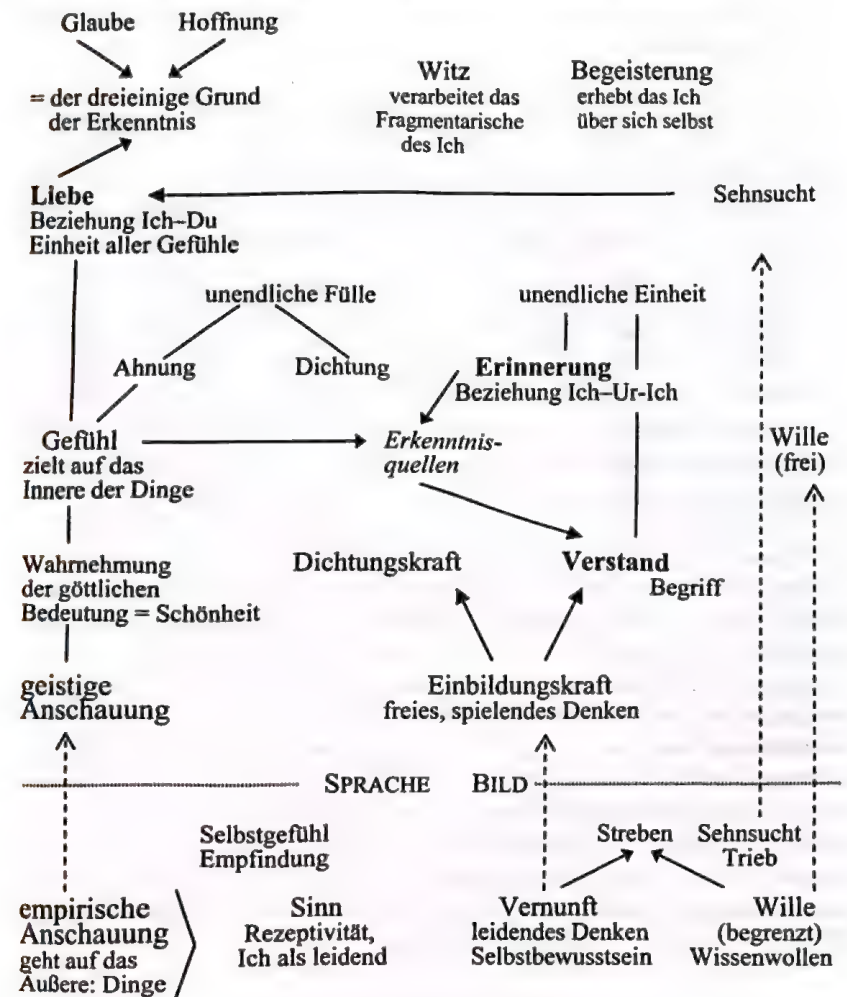 Glaube Hoffnung
= der dreieinige Grund
der Erkenntnis
Witz
verarbeitet das
Fragmentarische
des Ich
Begeisterung
erhebt das Ich
über sich selbst
Liebe
Beziehung Ich–Du
Einheit aller Gefühle
Sehnsucht
unendliche Fülle
unendliche Einheit
Ahnung
Dichtung
Erinnerung
Beziehung Ich–Ur-Ich
Gefühl
zielt auf das
Innere der Dinge
Erkenntnis-
quellen
Wille
(frei)
Wahrnehmung
der göttlichen
Bedeutung = Schönheit
Dichtungskraft
Verstand
Begriff
geistige
Anschauung
Einbildungskraft
freies, spielendes Denken
SPRACHE BILD
Selbstgefühl
Empfindung
Streben
Sehnsucht
Trieb
empirische
Anschauung
geht auf das
Äußere: Dinge
Sinn
Rezeptivität,
Ich als leidend
Vernunft
leidendes Denken
Selbstbewusstsein
Wille
(begrenzt)
Wissenwollen